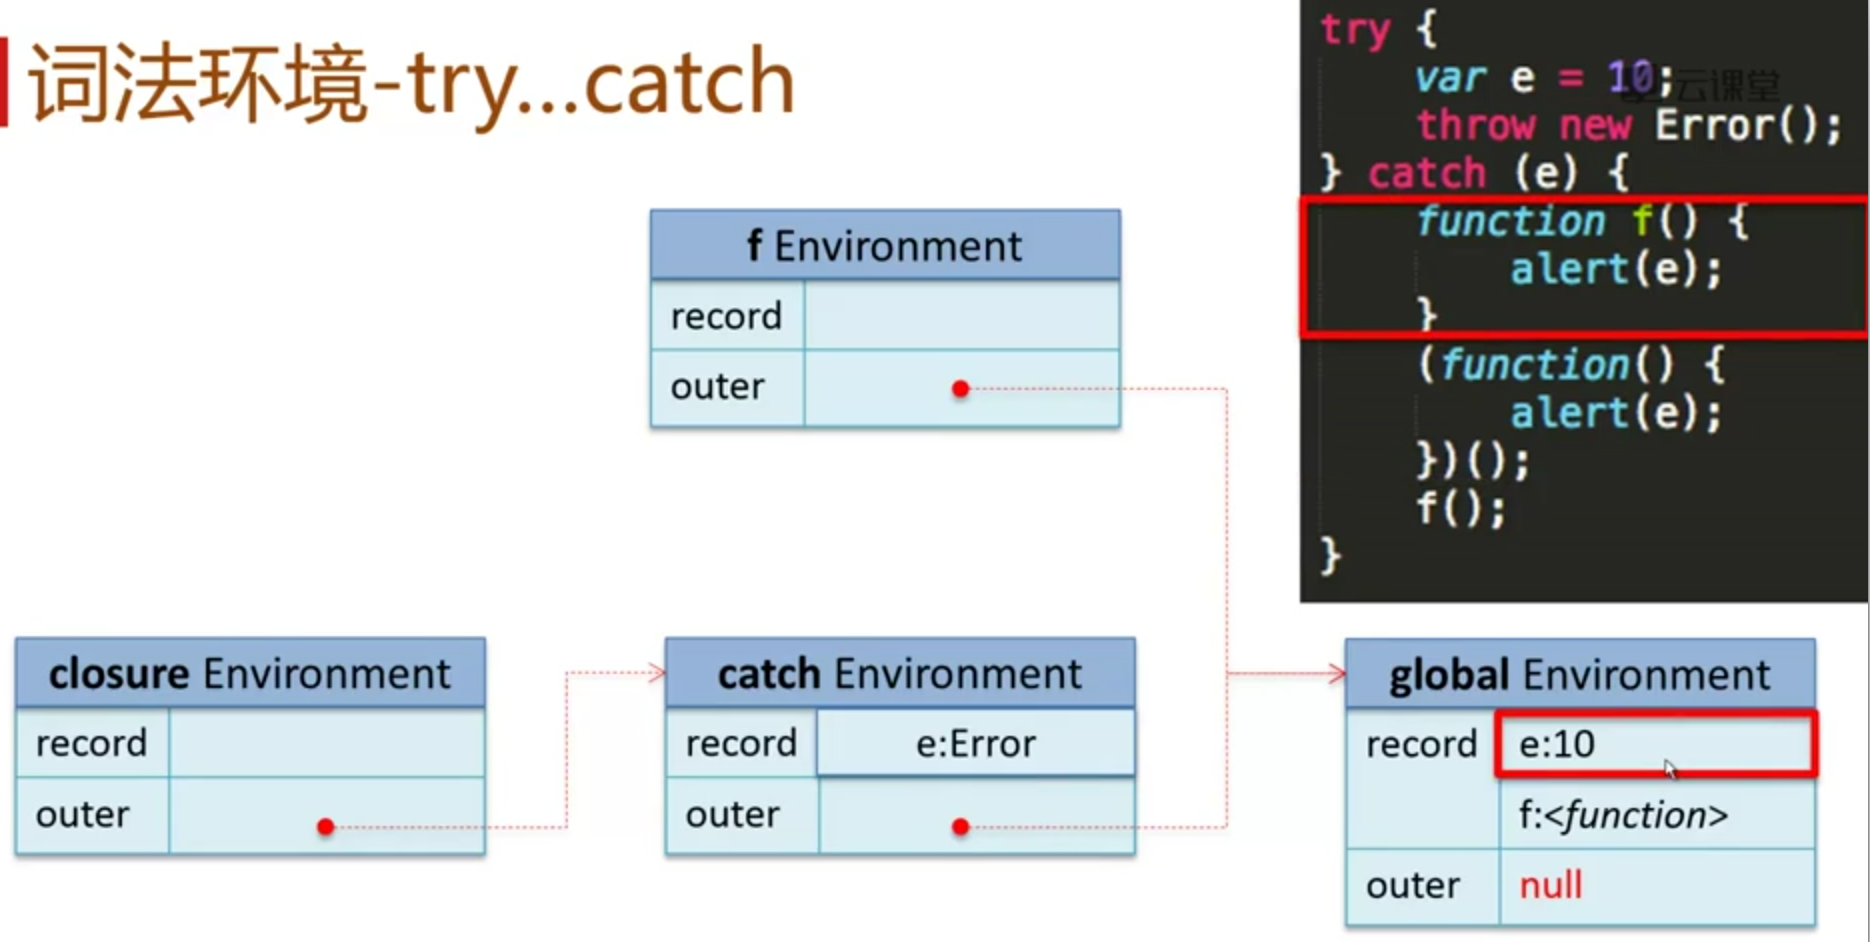 词法环境-try...catch
try {
var e = 10;
云课堂
throw new Error();
} catch (e) {
function f() {
alert(e);
}
(function() {
alert(e);
})();
f();
}
f Environment
record
outer
closure Environment
record
outer
catch Environment
record e:Error
outer
global Environment
record e:10
f:<function>
outer null